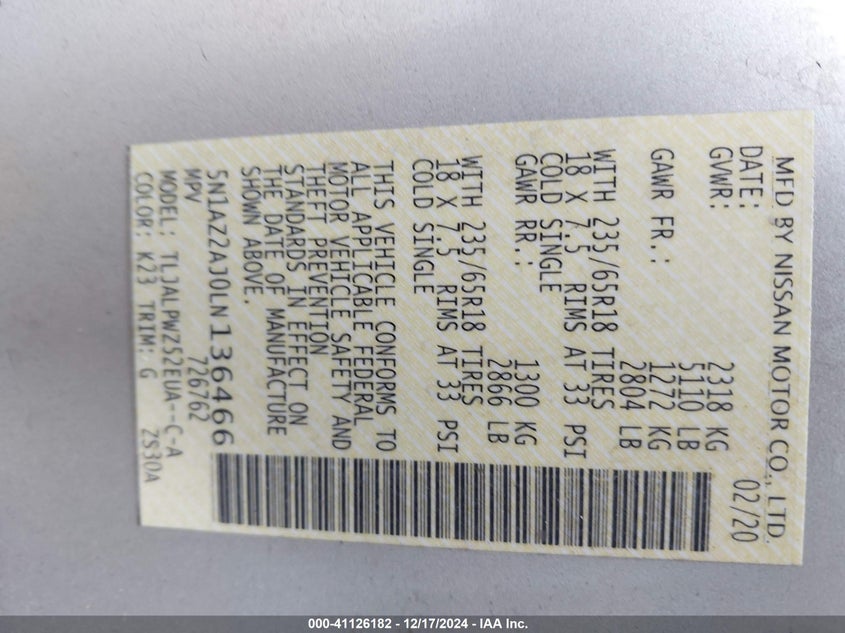 MFD BY NISSAN MOTOR CO., LTD.
DATE: 02/20
GVWR: 2318 KG
5110 LB
GAWR FR.: 1272 KG
2804 LB
WITH 235/65R18 TIRES
18 X 7.5 RIMS AT 33 PSI
COLD SINGLE
GAWR RR.: 1300 KG
2866 LB
WITH 235/65R18 TIRES
18 X 7.5 RIMS AT 33 PSI
COLD SINGLE
THIS VEHICLE CONFORMS TO
ALL APPLICABLE FEDERAL
MOTOR VEHICLE SAFETY AND
THEFT PREVENTION
STANDARDS IN EFFECT ON
THE DATE OF MANUFACTURE
SHOWN ABOVE.
5N1AZ2AJ0LN136466
MPV 726762
MODEL: TLJALPWZ52EUA--C-A
COLOR: K23 TRIM: G 2S30A
000-41126182 - 12/17/2024 - IAA Inc.